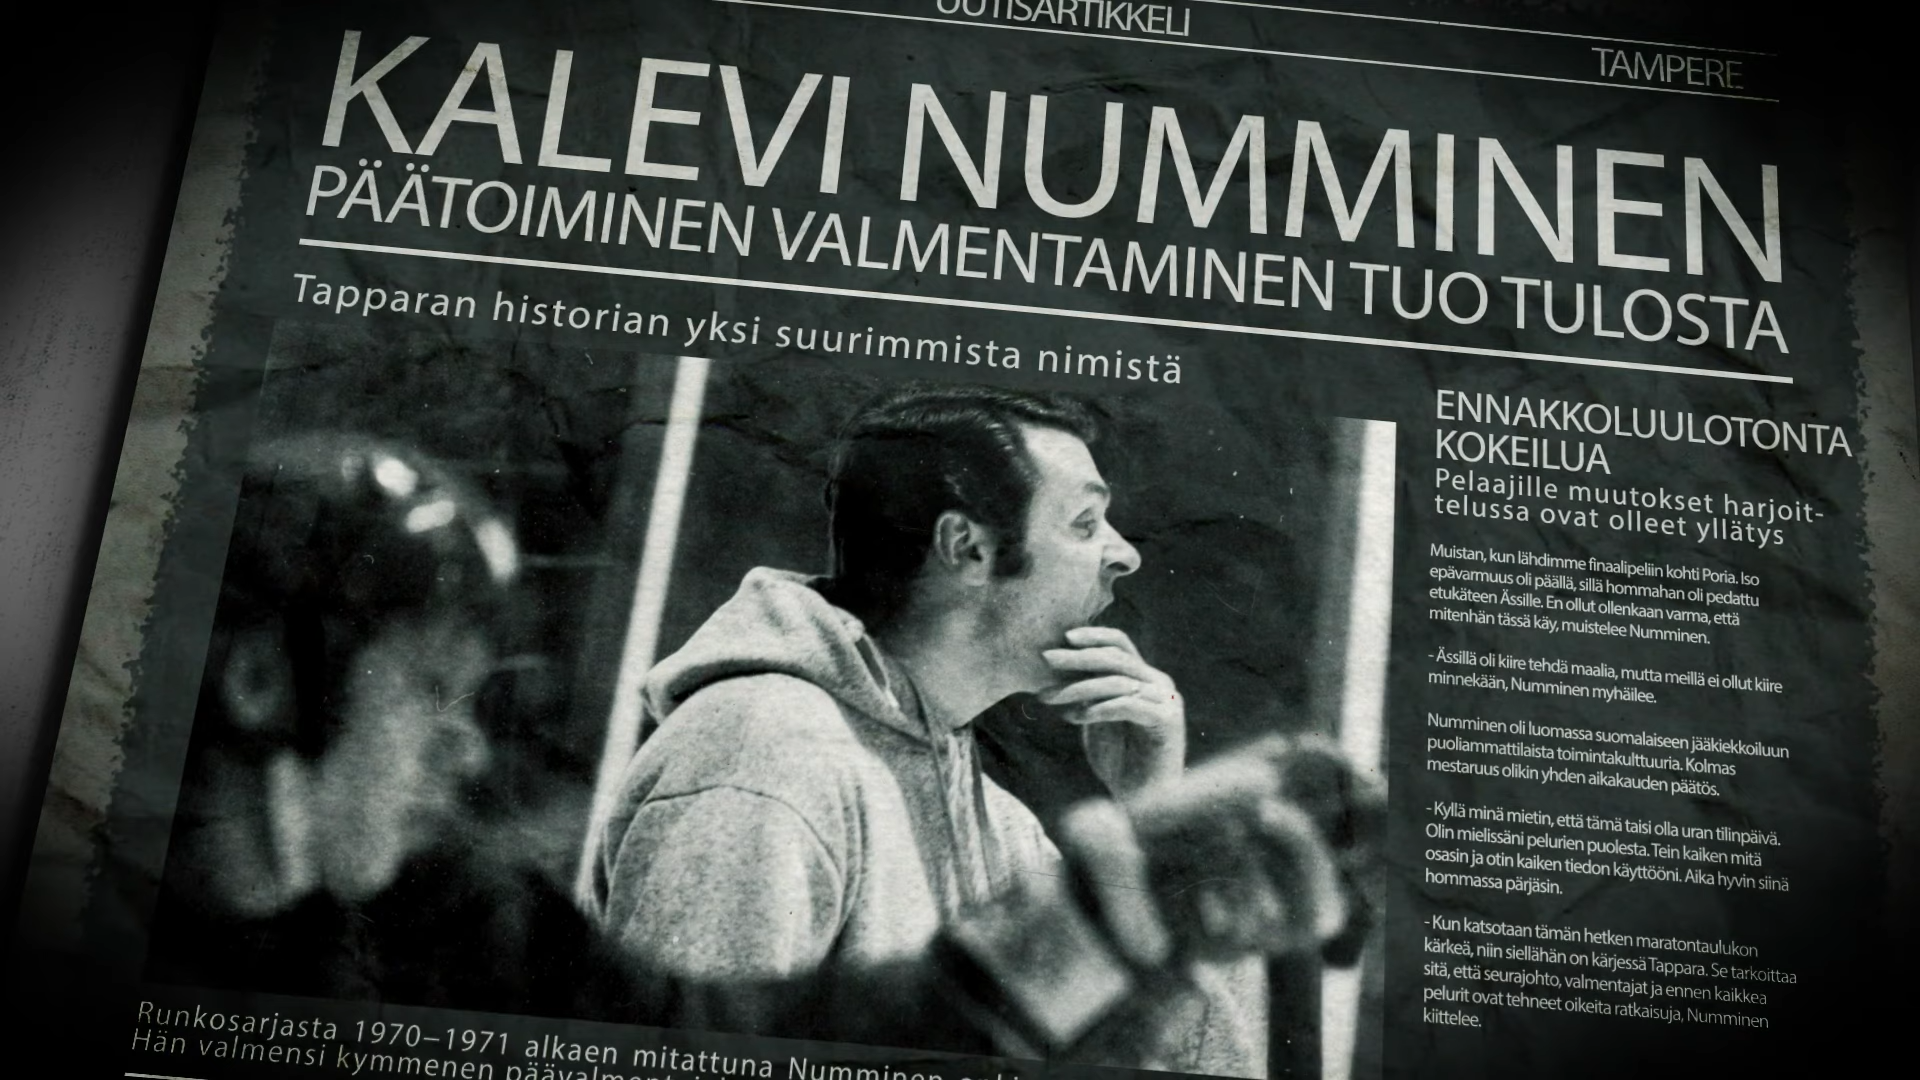 UUTISARTIKKELI
TAMPERE
KALEVI NUMMINEN
PÄÄTOIMINEN VALMENTAMINEN TUO TULOSTA
Tapparan historian yksi suurimmista nimistä
ENNAKKOLUULOTONTA
KOKEILUA
Pelaajille muutokset harjoit-
telussa ovat olleet yllätys
Muistan, kun lähdimme finaalipeliin kohti Poria. Iso
epävarmuus oli päällä, sillä hommahan oli pedattu
etukäteen Ässille. En ollut ollenkaan varma, että
mitenhän tässä käy, muistelee Numminen.
- Ässillä oli kiire tehdä maalia, mutta meillä ei ollut kiire
minnekään, Numminen myhäilee.
Numminen oli luomassa suomalaiseen jääkiekkoiluun
puoliammattilaista toimintakulttuuria. Kolmas
mestaruus olikin yhden aikakauden päätös.
- Kyllä minä mietin, että tämä taisi olla uran tilinpäivä.
Olin mielissäni pelurien puolesta. Tein kaiken mitä
osasin ja otin kaiken tiedon käyttööni. Aika hyvin siinä
hommassa pärjäsin.
- Kun katsotaan tämän hetken maratontaulukon
kärkeä, niin siellähän on kärjessä Tappara. Se tarkoittaa
sitä, että seurajohto, valmentajat ja ennen kaikkea
pelurit ovat tehneet oikeita ratkaisuja, Numminen
kiittelee.
Runkosarjasta 1970–1971 alkaen mitattuna Numminen
Hän valmensi kymmenen